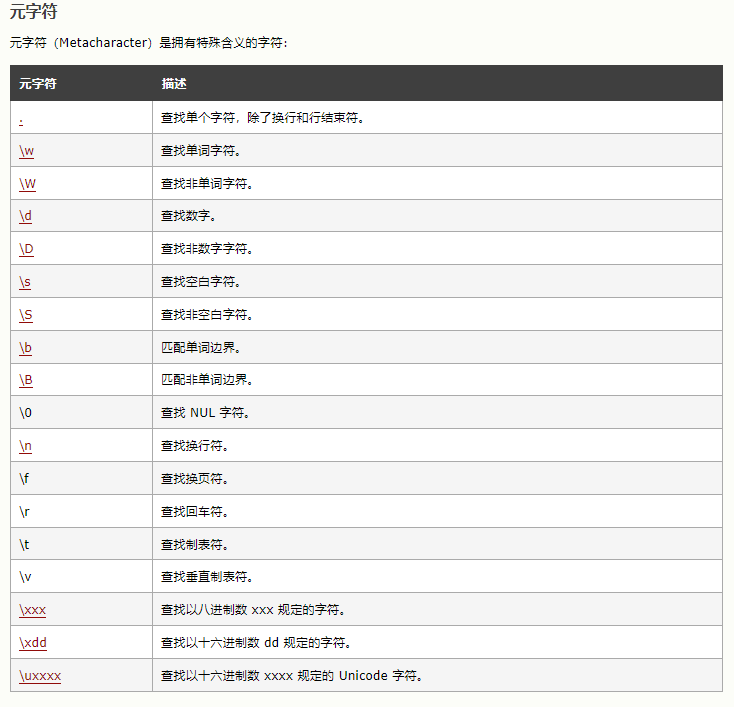 元字符
元字符（Metacharacter）是拥有特殊含义的字符：
元字符 描述
. 查找单个字符，除了换行和行结束符。
\w 查找单词字符。
\W 查找非单词字符。
\d 查找数字。
\D 查找非数字字符。
\s 查找空白字符。
\S 查找非空白字符。
\b 匹配单词边界。
\B 匹配非单词边界。
\0 查找 NUL 字符。
\n 查找换行符。
\f 查找换页符。
\r 查找回车符。
\t 查找制表符。
\v 查找垂直制表符。
\xxx 查找以八进制数 xxx 规定的字符。
\xdd 查找以十六进制数 dd 规定的字符。
\uxxxx 查找以十六进制数 xxxx 规定的 Unicode 字符。